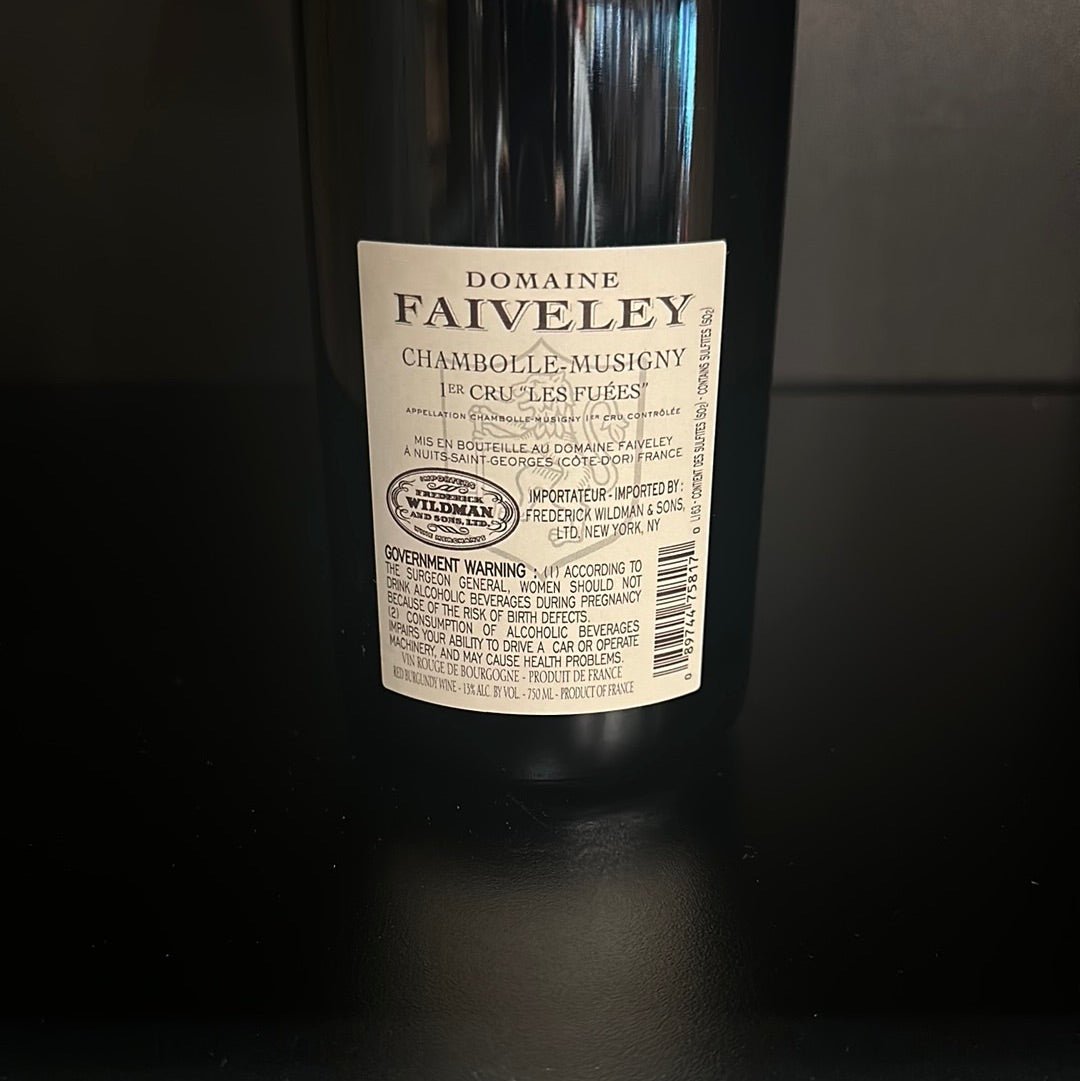 DOMAINE
FAIVELEY
CHAMBOLLE-MUSIGNY
1ER CRU "LES FUÉES"
APPELLATION CHAMBOLLE-MUSIGNY 1ER CRU CONTRÔLÉE
MIS EN BOUTEILLE AU DOMAINE FAIVELEY
À NUITS-SAINT-GEORGES (CÔTE-D'OR) FRANCE
IMPORTERS
FREDERICK
WILDMAN
AND SONS, LTD.
WINE MERCHANTS
IMPORTATEUR - IMPORTED BY :
FREDERICK WILDMAN & SONS,
LTD, NEW YORK, NY
GOVERNMENT WARNING : (1) ACCORDING TO
THE SURGEON GENERAL, WOMEN SHOULD NOT
DRINK ALCOHOLIC BEVERAGES DURING PREGNANCY
BECAUSE OF THE RISK OF BIRTH DEFECTS.
(2) CONSUMPTION OF ALCOHOLIC BEVERAGES
IMPAIRS YOUR ABILITY TO DRIVE A CAR OR OPERATE
MACHINERY, AND MAY CAUSE HEALTH PROBLEMS.
VIN ROUGE DE BOURGOGNE - PRODUIT DE FRANCE
RED BURGUNDY WINE - 13% ALC. BY VOL. - 750 ML - PRODUCT OF FRANCE
0 89744 75817 0
L163 - CONTIENT DES SULFITES (SO2) - CONTAINS SULFITES (SO2)